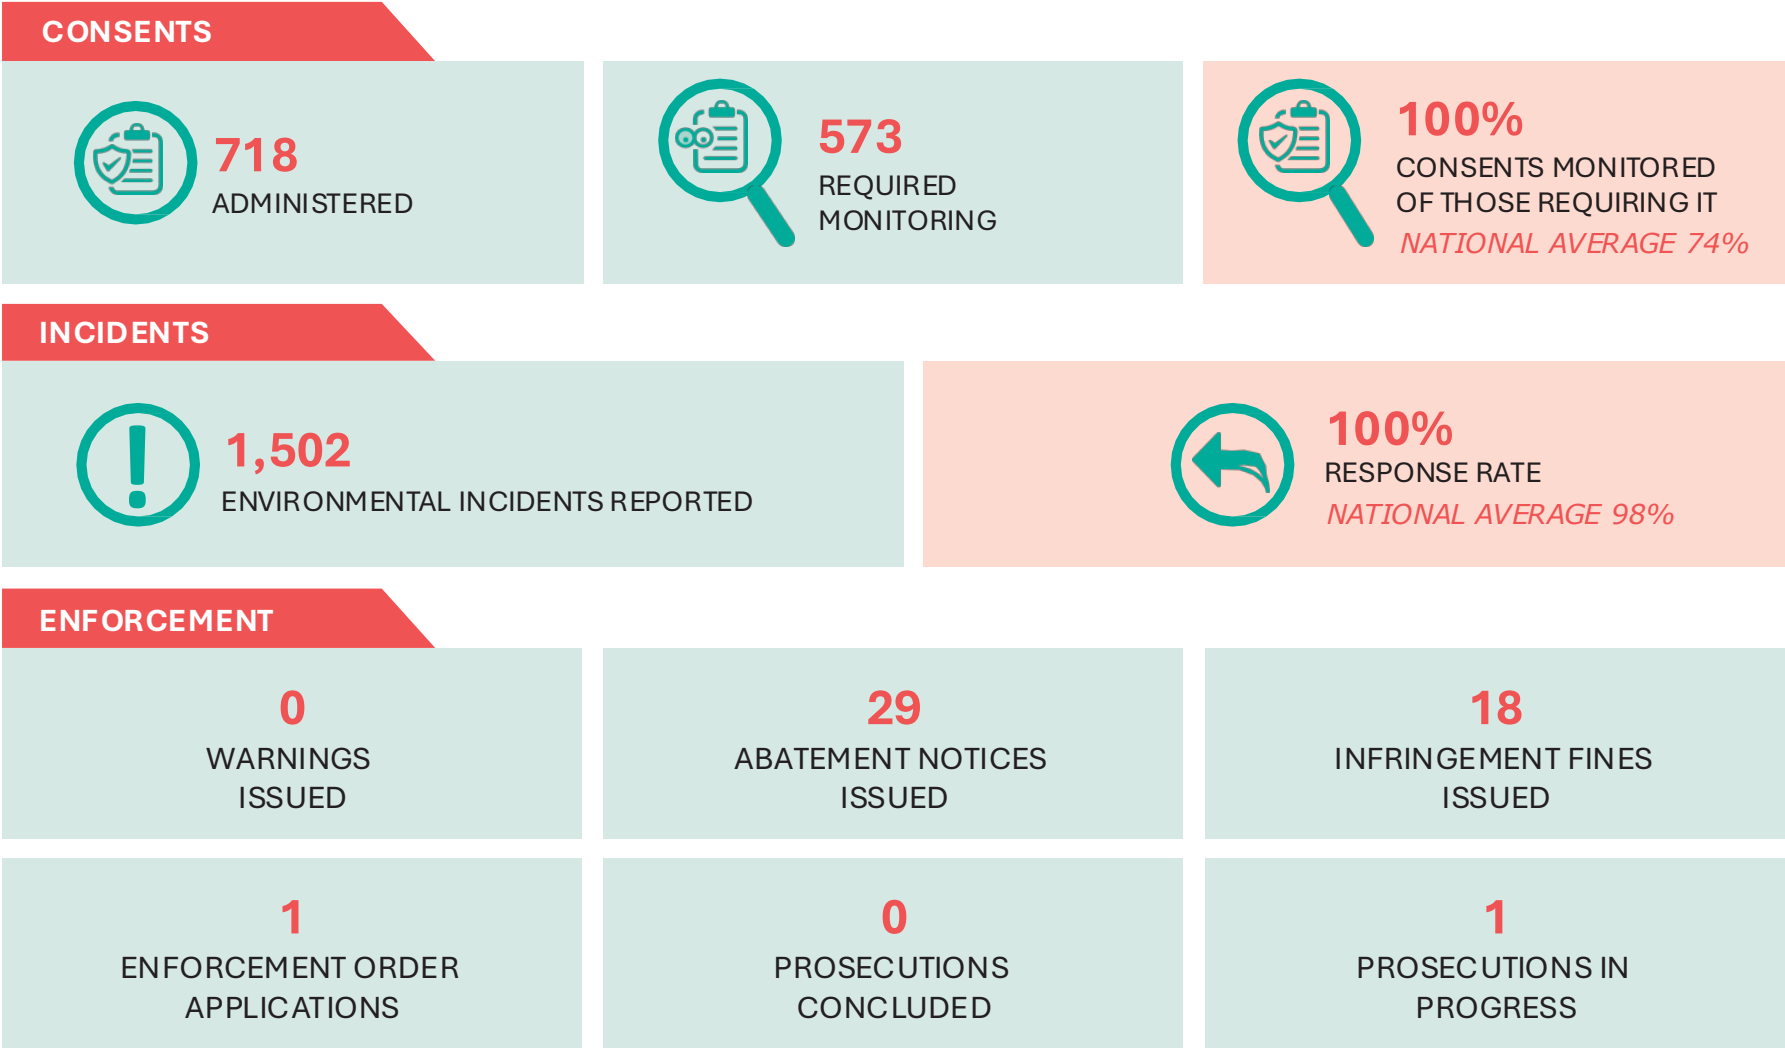 CONSENTS
718
ADMINISTERED
573
REQUIRED
MONITORING
100%
CONSENTS MONITORED
OF THOSE REQUIRING IT
NATIONAL AVERAGE 74%
INCIDENTS
1,502
ENVIRONMENTAL INCIDENTS REPORTED
100%
RESPONSE RATE
NATIONAL AVERAGE 98%
ENFORCEMENT
0
WARNINGS
ISSUED
29
ABATEMENT NOTICES
ISSUED
18
INFRINGEMENT FINES
ISSUED
1
ENFORCEMENT ORDER
APPLICATIONS
0
PROSECUTIONS
CONCLUDED
1
PROSECUTIONS IN
PROGRESS